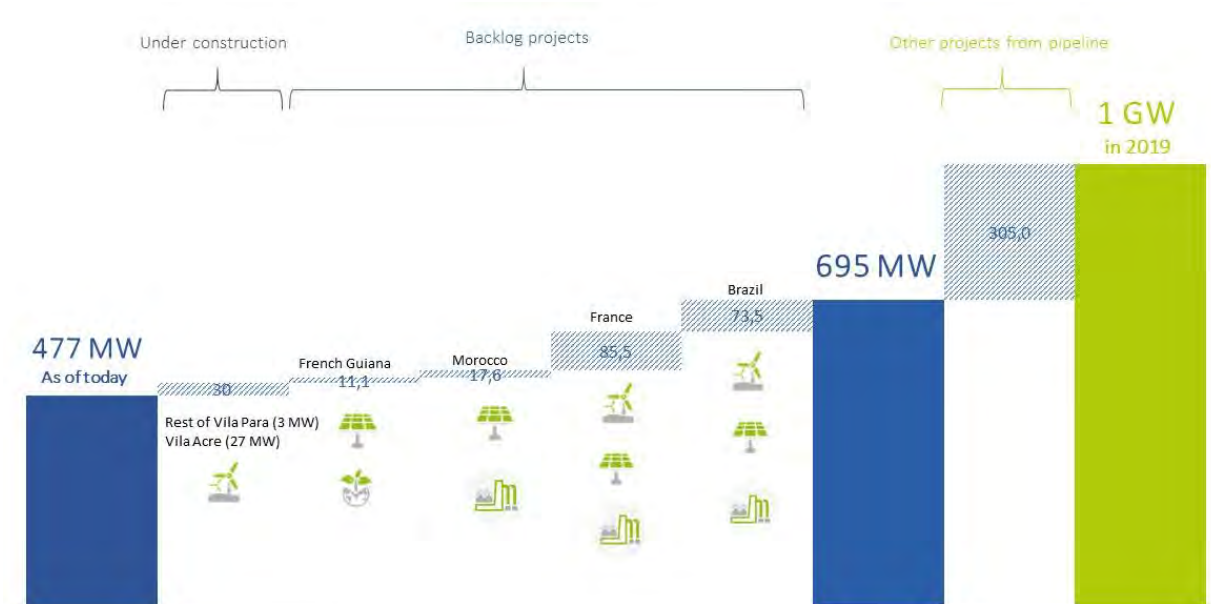 Under construction
Backlog projects
Other projects from pipeline
1 GW
in 2019
305,0
695 MW
Brazil
73,5
France
85,5
477 MW
As of today
French Guiana
11,1
Morocco
17,6
30
Rest of Vila Para (3 MW)
Vila Acre (27 MW)